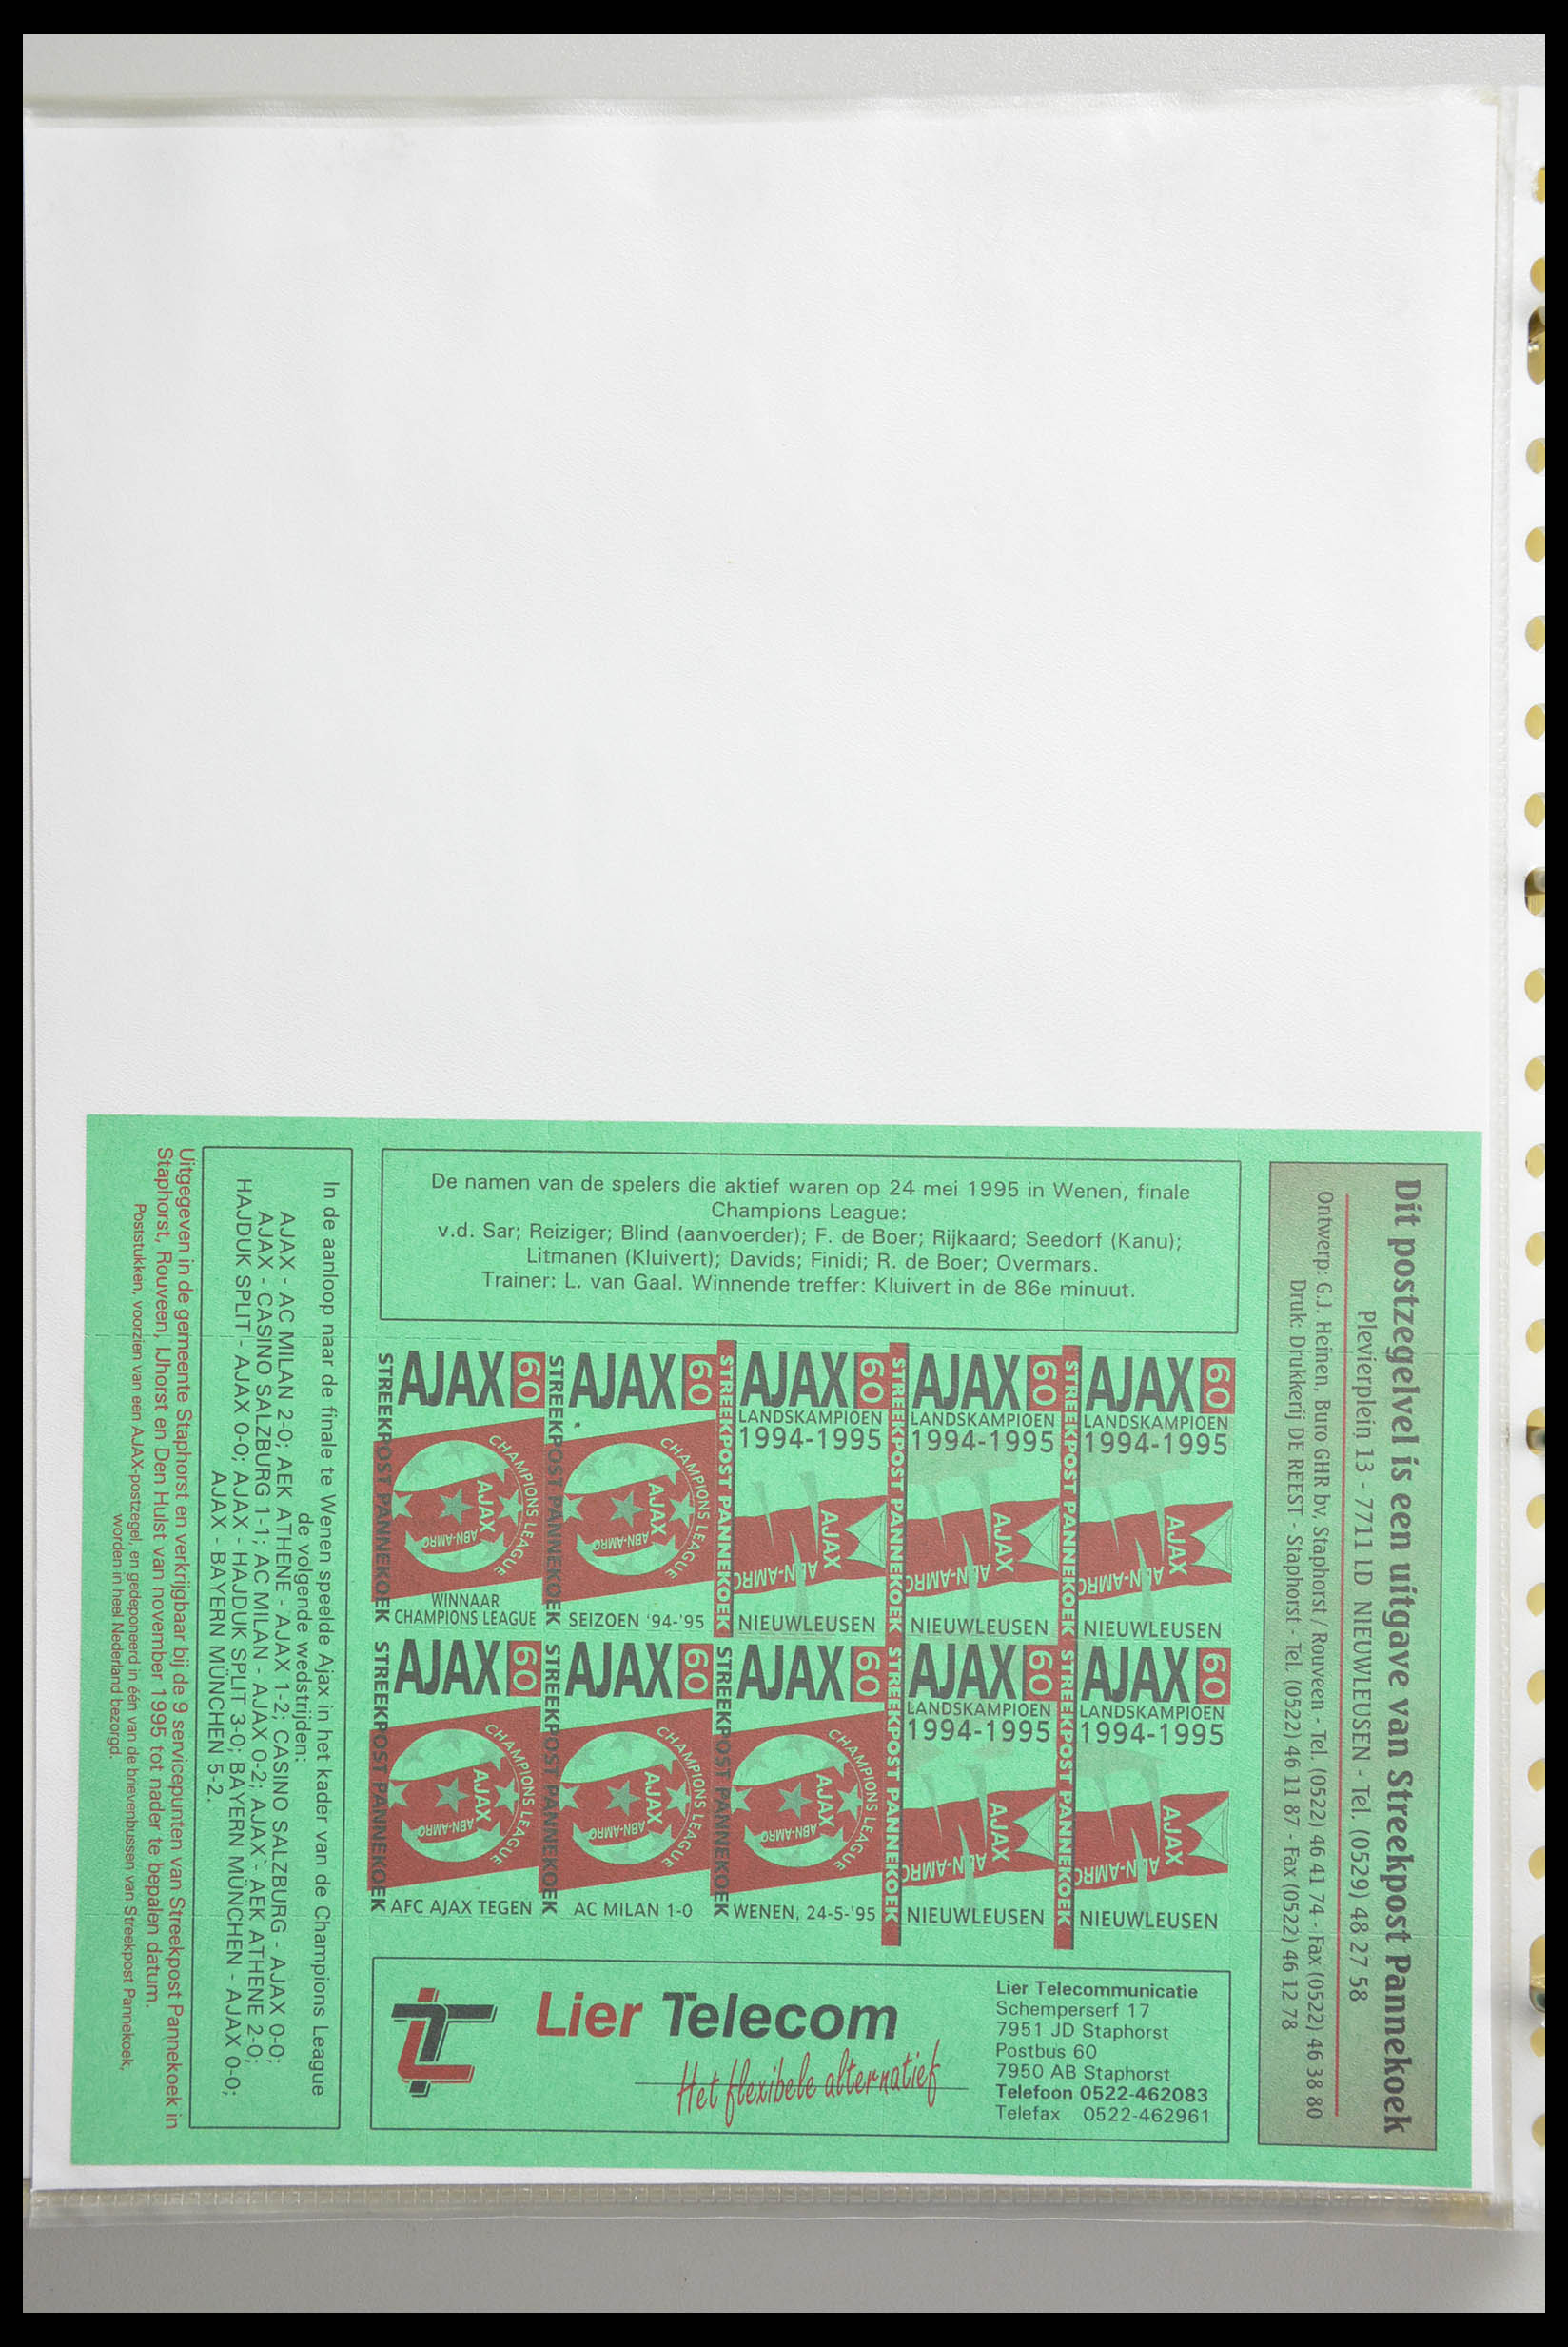 Dit postzegelvel is een uitgave van Streekpost Pannekoek
Plevierplein 13 - 7711 LD NIEUWLEUSEN - Tel. (0529) 48 27 58
Ontwerp: G.J. Heinen, Buro GHR bv, Staphorst / Rouveen - Tel. (0522) 46 41 74 - Fax (0522) 46 38 80
Druk: Drukkerij DE REEST - Staphorst - Tel. (0522) 46 11 87 - Fax (0522) 46 12 78
De namen van de spelers die aktief waren op 24 mei 1995 in Wenen, finale
Champions League:
v.d. Sar; Reiziger; Blind (aanvoerder); F. de Boer; Rijkaard; Seedorf (Kanu);
Litmanen (Kluivert); Davids; Finidi; R. de Boer; Overmars.
Trainer: L. van Gaal. Winnende treffer: Kluivert in de 86e minuut.
STREEKPOST PANNEKOEK
AJAX 60
CHAMPIONS LEAGUE
AJAX
ABN-AMRO
WINNAAR
CHAMPIONS LEAGUE
STREEKPOST PANNEKOEK
AJAX 60
CHAMPIONS LEAGUE
AJAX
ABN-AMRO
SEIZOEN '94-'95
STREEKPOST PANNEKOEK
AJAX 60
LANDSKAMPIOEN
1994-1995
AJAX
ABN-AMRO
NIEUWLEUSEN
STREEKPOST PANNEKOEK
AJAX 60
LANDSKAMPIOEN
1994-1995
AJAX
ABN-AMRO
NIEUWLEUSEN
STREEKPOST PANNEKOEK
AJAX 60
LANDSKAMPIOEN
1994-1995
AJAX
ABN-AMRO
NIEUWLEUSEN
STREEKPOST PANNEKOEK
AJAX 60
CHAMPIONS LEAGUE
AJAX
ABN-AMRO
AFC AJAX TEGEN
STREEKPOST PANNEKOEK
AJAX 60
CHAMPIONS LEAGUE
AJAX
ABN-AMRO
AC MILAN 1-0
STREEKPOST PANNEKOEK
AJAX 60
CHAMPIONS LEAGUE
AJAX
ABN-AMRO
WENEN, 24-5-'95
STREEKPOST PANNEKOEK
AJAX 60
LANDSKAMPIOEN
1994-1995
AJAX
ABN-AMRO
NIEUWLEUSEN
STREEKPOST PANNEKOEK
AJAX 60
LANDSKAMPIOEN
1994-1995
AJAX
ABN-AMRO
NIEUWLEUSEN
Lier Telecom
Het flexibele alternatief
Lier Telecommunicatie
Schemperserf 17
7951 JD Staphorst
Postbus 60
7950 AB Staphorst
Telefoon 0522-462083
Telefax 0522-462961
In de aanloop naar de finale te Wenen speelde Ajax in het kader van de Champions League
de volgende wedstrijden:
AJAX - AC MILAN 2-0; AEK ATHENE - AJAX 1-2; CASINO SALZBURG - AJAX 0-0;
AJAX - CASINO SALZBURG 1-1; AC MILAN - AJAX 0-2; AJAX - AEK ATHENE 2-0;
HAJDUK SPLIT - AJAX 0-0; AJAX - HAJDUK SPLIT 3-0; BAYERN MÜNCHEN - AJAX 0-0;
AJAX - BAYERN MÜNCHEN 5-2.
Uitgegeven in de gemeente Staphorst en verkrijgbaar bij de 9 servicepunten van Streekpost Pannekoek in
Staphorst, Rouveen, IJhorst en Den Hulst van november 1995 tot nader te bepalen datum.
Poststukken, voorzien van een AJAX-postzegel, en gedeponeerd in één van de brievenbussen van Streekpost Pannekoek,
worden in heel Nederland bezorgd.